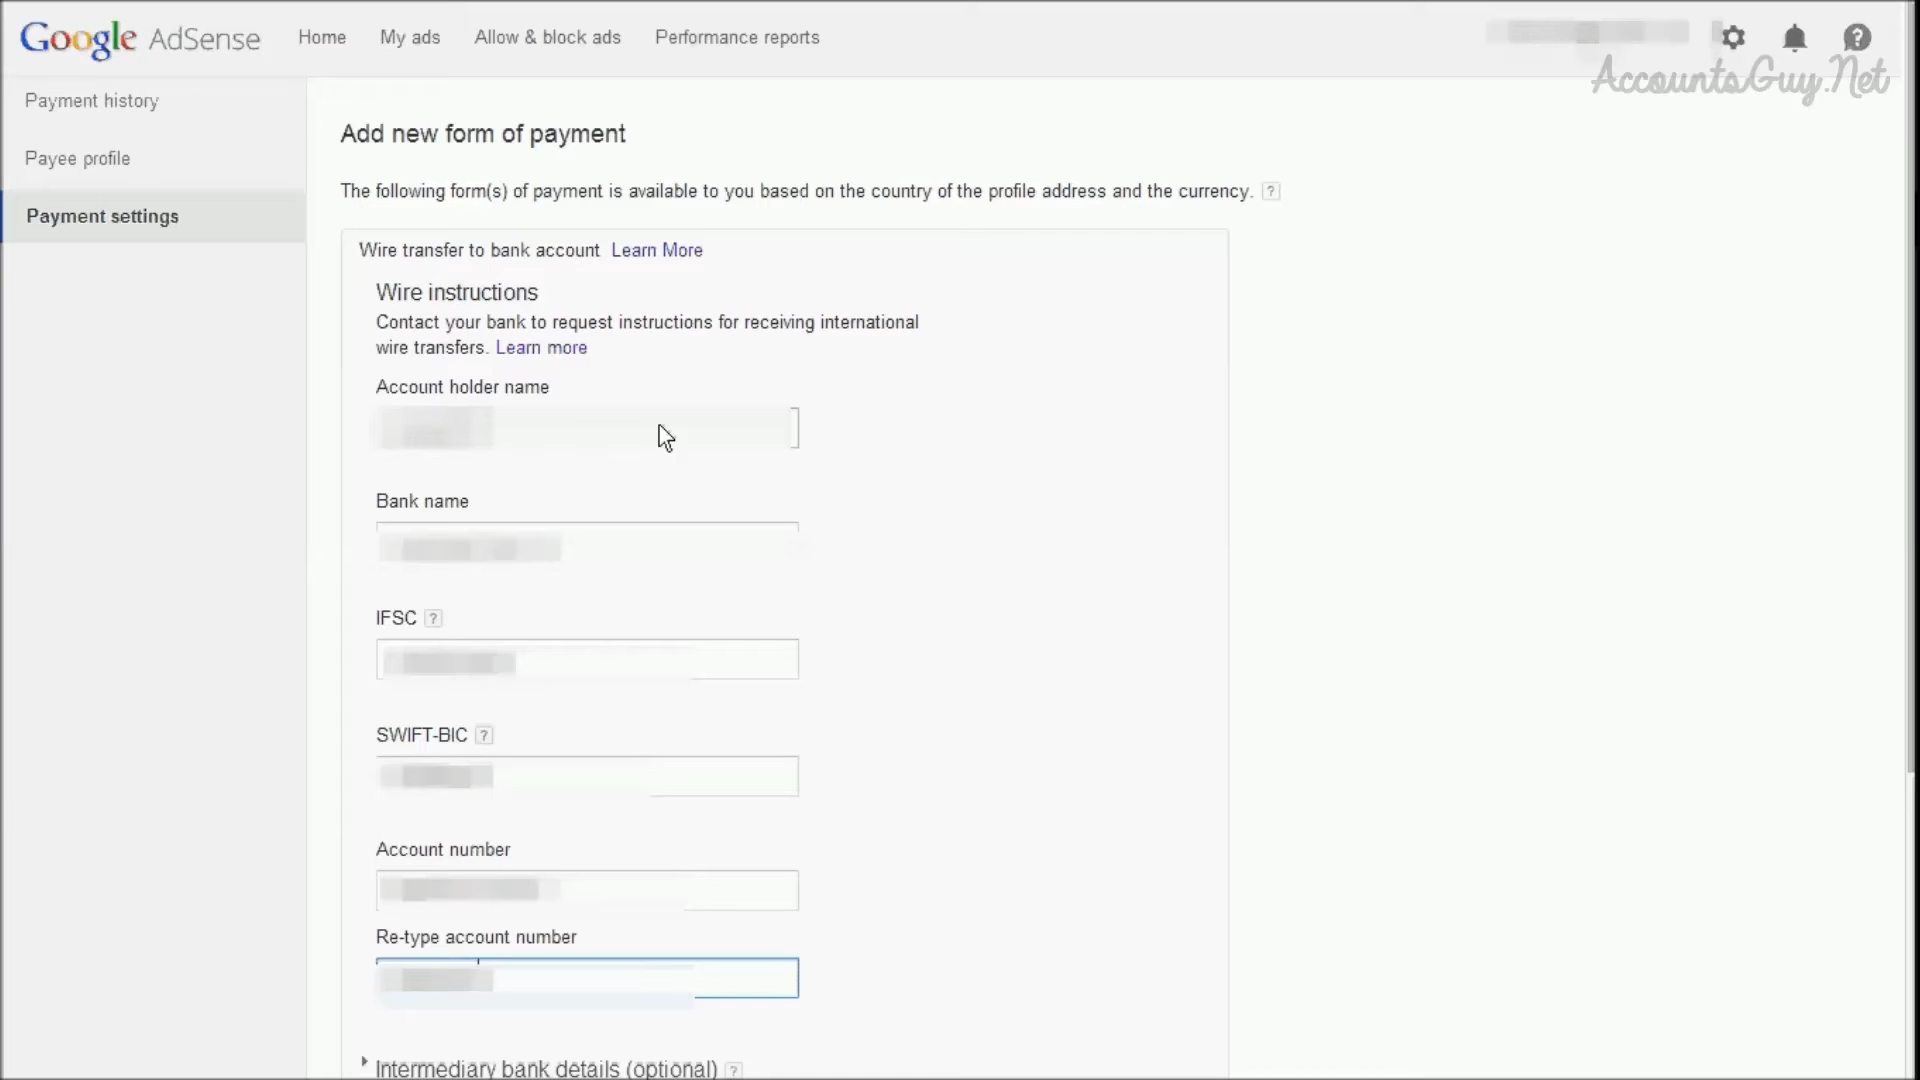 Google AdSense Home My ads Allow & block ads Performance reports
AccountsGuy.Net
Payment history
Payee profile
Payment settings
Add new form of payment
The following form(s) of payment is available to you based on the country of the profile address and the currency. ?
Wire transfer to bank account Learn More
Wire instructions
Contact your bank to request instructions for receiving international
wire transfers. Learn more
Account holder name
Bank name
IFSC ?
SWIFT-BIC ?
Account number
Re-type account number
Intermediary bank details (optional) ?